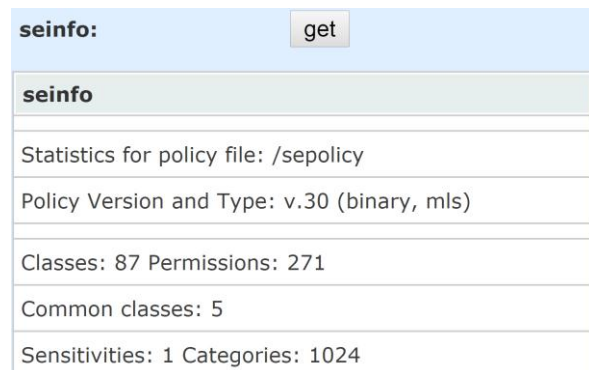 seinfo: get
seinfo
Statistics for policy file: /sepolicy
Policy Version and Type: v.30 (binary, mls)
Classes: 87 Permissions: 271
Common classes: 5
Sensitivities: 1 Categories: 1024